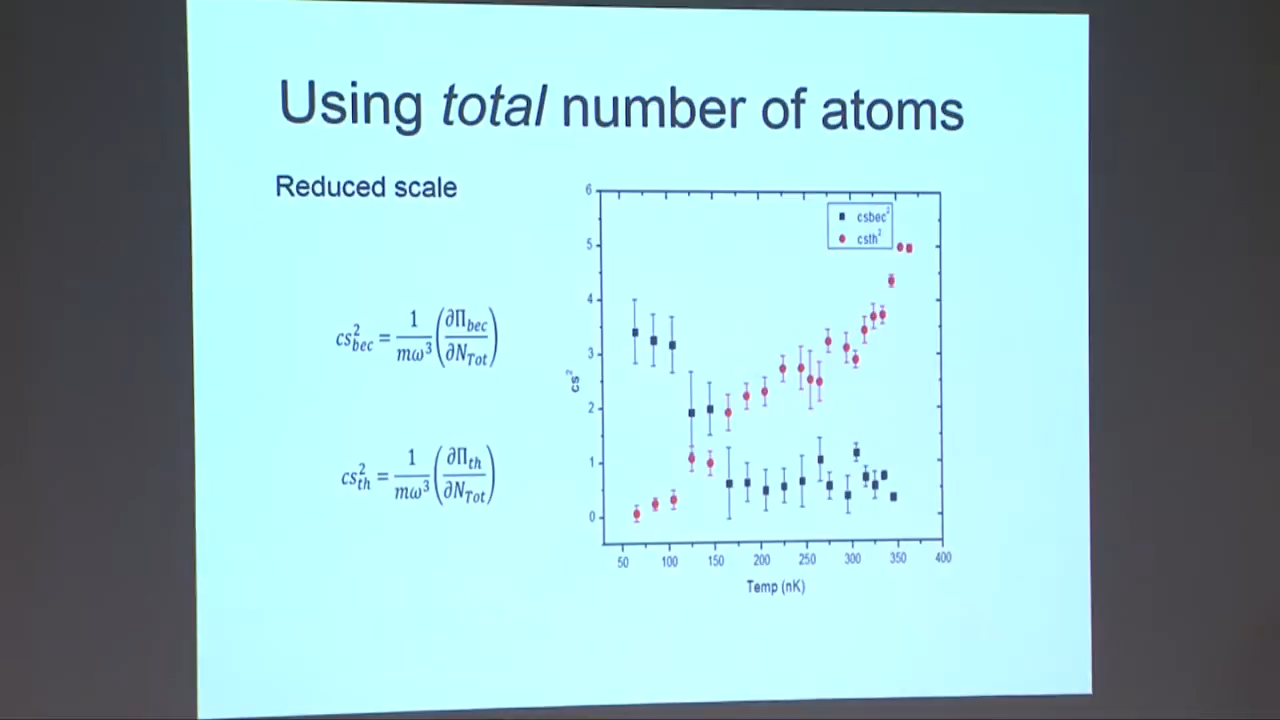 Using total number of atoms
Reduced scale
cs²_bec = 1/(mω³) (∂Π_bec/∂N_Tot)
cs²_th = 1/(mω³) (∂Π_th/∂N_Tot)
csbec²
csth²
6
5
4
3
2
1
0
cs²
50 100 150 200 250 300 350 400
Temp (nK)